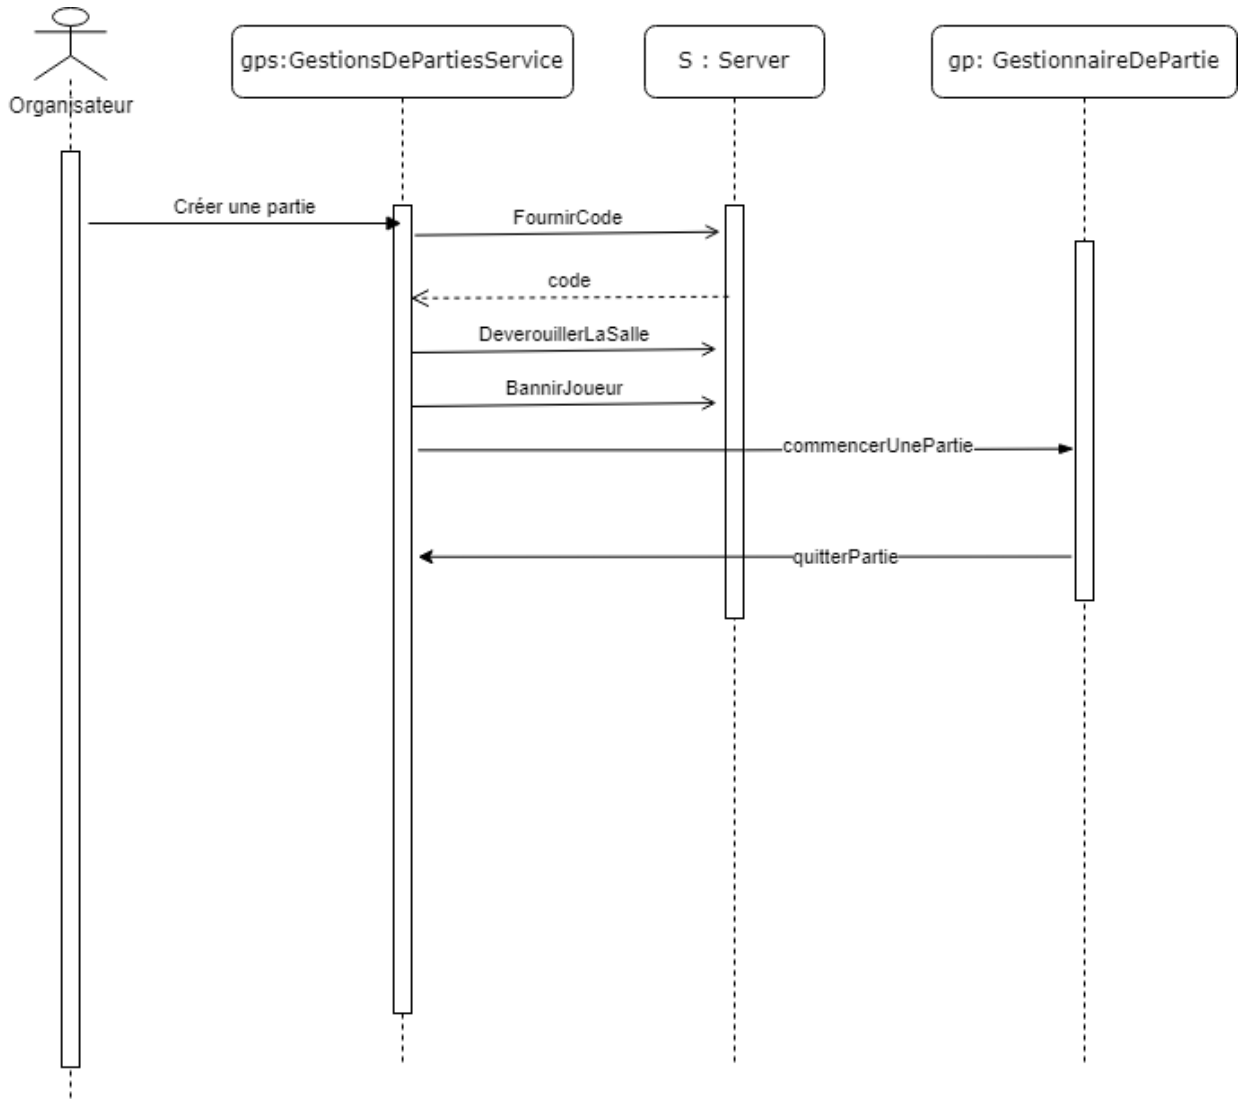 Organisateur
gps:GestionsDePartiesService
S : Server
gp: GestionnaireDePartie
Créer une partie
FournirCode
code
DeverouillerLaSalle
BannirJoueur
commencerUnePartie
quitterPartie